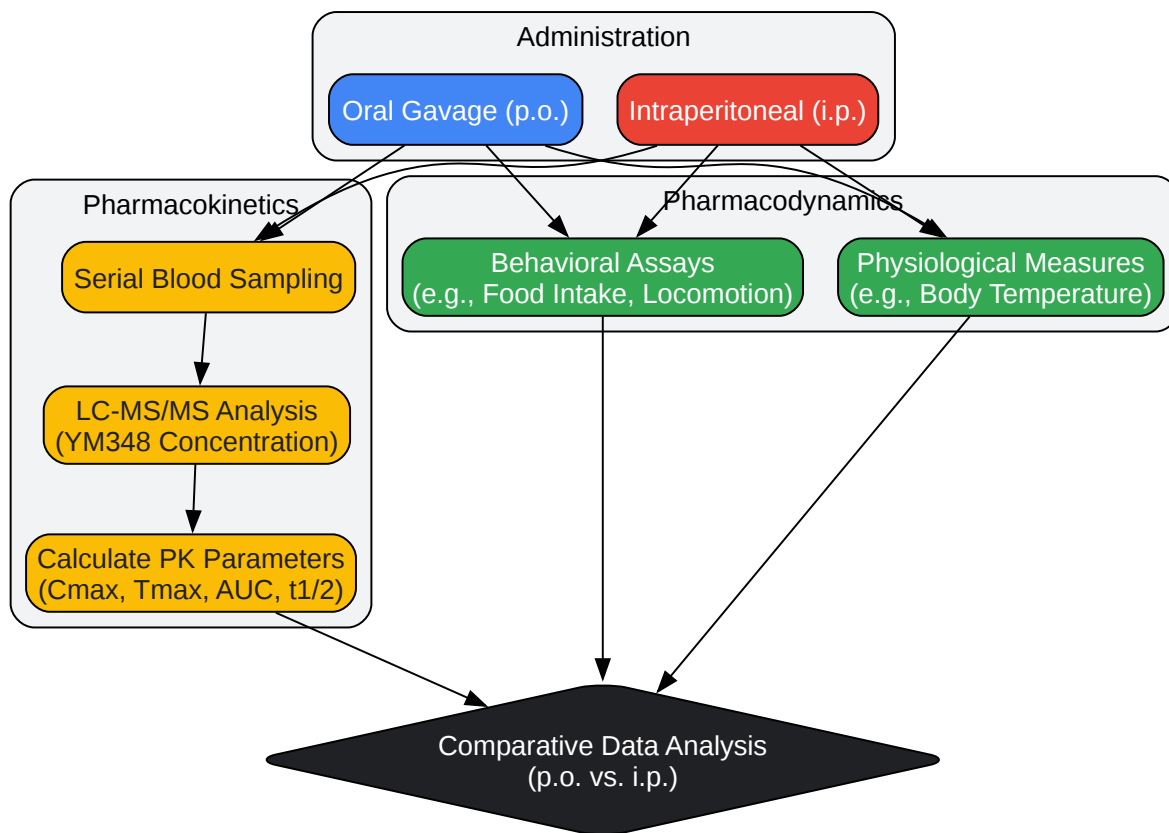 Administration
Oral Gavage (p.o.)
Intraperitoneal (i.p.)
Pharmacokinetics
Pharmacodynamics
Serial Blood Sampling
Behavioral Assays
(e.g., Food Intake, Locomotion)
Physiological Measures
(e.g., Body Temperature)
LC-MS/MS Analysis
(YM348 Concentration)
Calculate PK Parameters
(Cmax, Tmax, AUC, t1/2)
Comparative Data Analysis
(p.o. vs. i.p.)